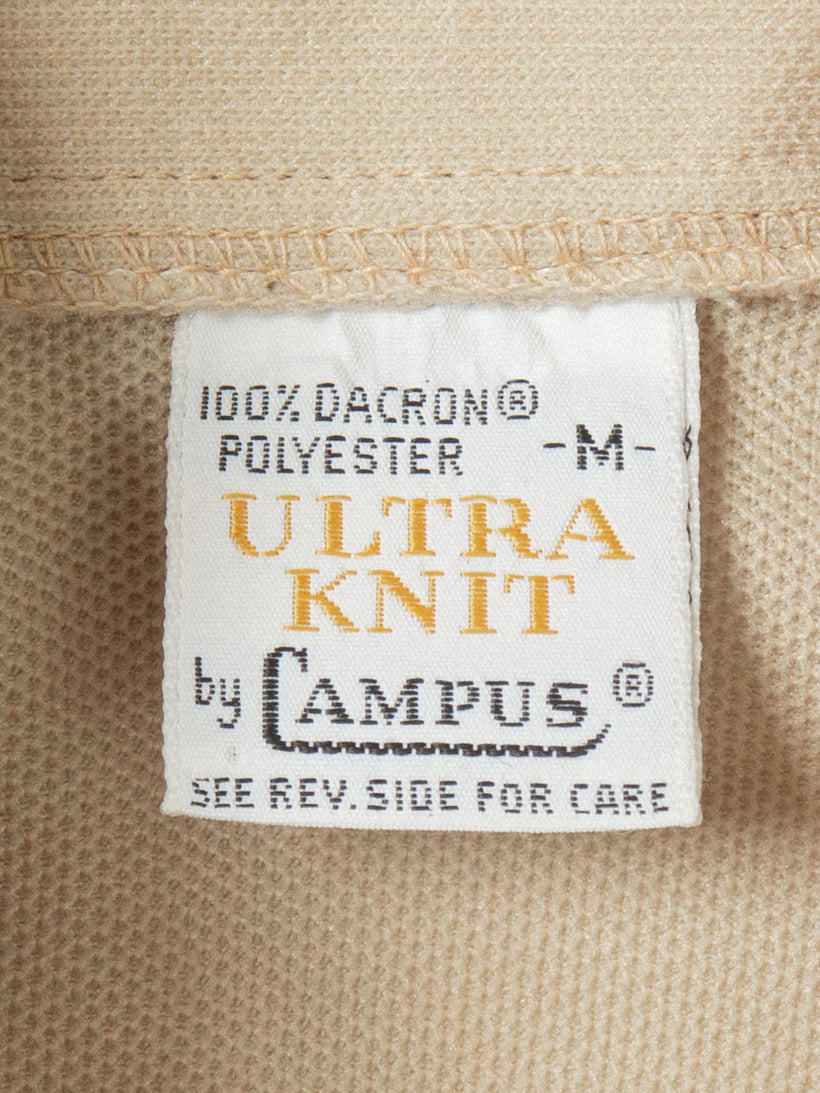 100% DACRON®
POLYESTER -M-
ULTRA
KNIT
by CAMPUS®
SEE REV. SIDE FOR CARE